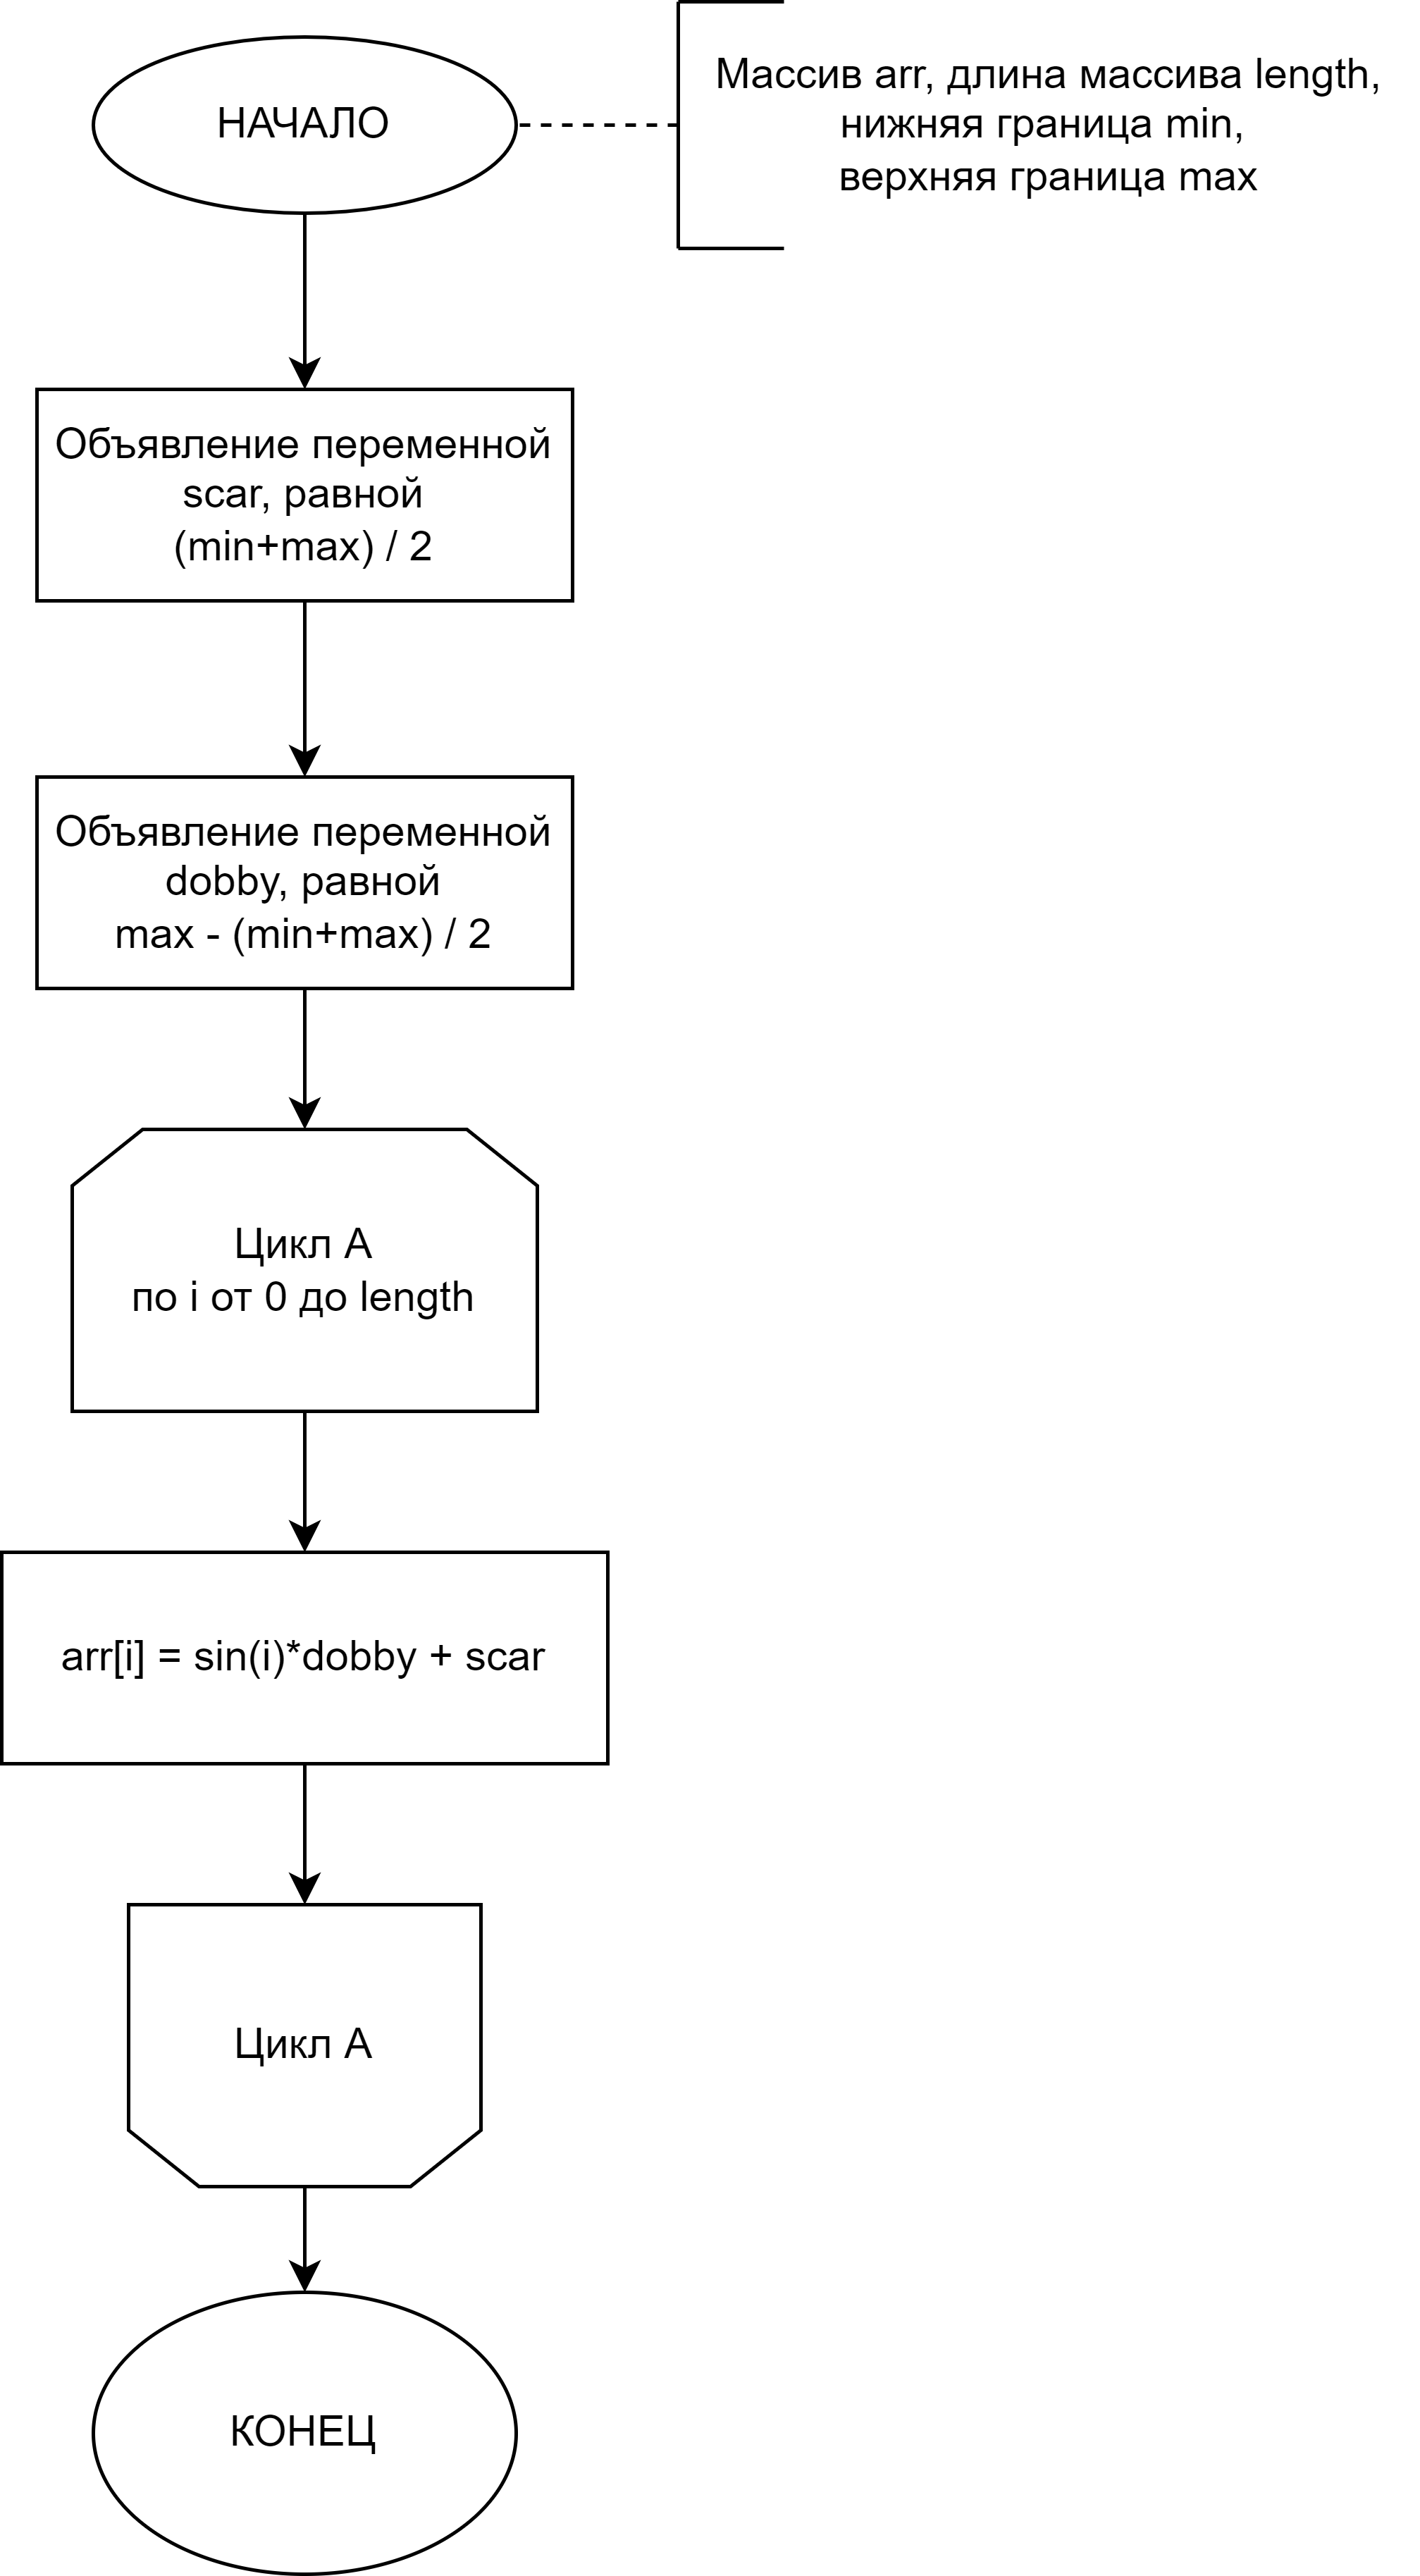 НАЧАЛО
Массив arr, длина массива length,
нижняя граница min,
верхняя граница max
Объявление переменной
scar, равной
(min+max) / 2
Объявление переменной
dobby, равной
max - (min+max) / 2
Цикл А
по i от 0 до length
arr[i] = sin(i)*dobby + scar
Цикл А
КОНЕЦ